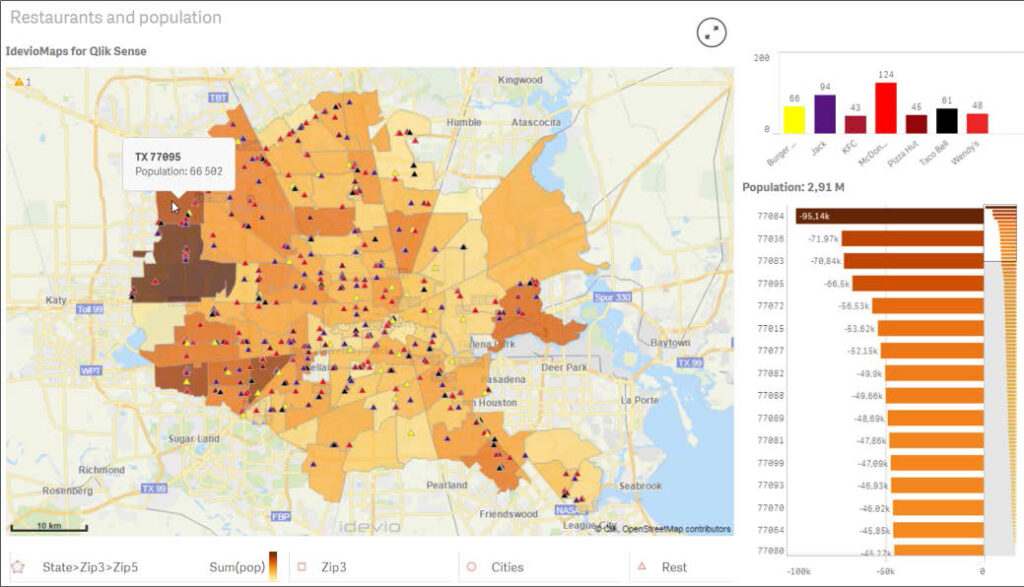 Restaurants and population
IdevioMaps for Qlik Sense
1
TBT
Kingwood
Humble
Atascocita
TX 77095
Population: 66 502
Katy
Toll 99
Spur 330
Baytown
TX 99
WPT
Deer Park
La Porte
Sugar Land
Richmond
Rosenberg
TX 99
Pearland
Seabrook
FBP
NASA
Friendswood
League City
10 km
idevio
© Qlik, OpenStreetMap contributors
State>Zip3>Zip5
Sum(pop)
Zip3
Cities
Rest
200
0
66
94
43
124
45
61
48
Burger ...
Jack
KFC
McDon...
Pizza Hut
Taco Bell
Wendy's
Population: 2,91 M
77084 -95,14k
77036 -71,97k
77083 -70,84k
77095 -66,5k
77072 -56,53k
77015 -53,62k
77077 -52,15k
77082 -49,9k
77088 -49,66k
77089 -48,69k
77081 -47,86k
77099 -47,09k
77093 -46,93k
77070 -46,02k
77064 -45,85k
77080
-100k
-50k
0